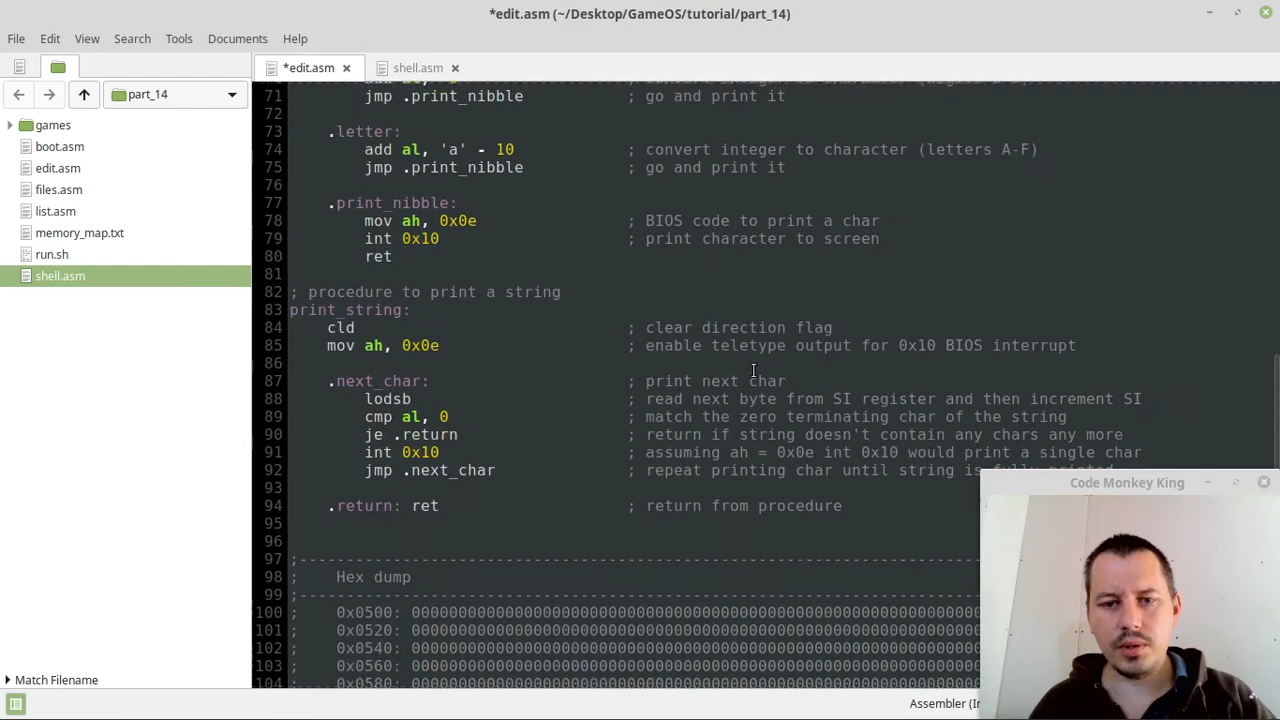 *edit.asm (~/Desktop/GameOS/tutorial/part_14)
File Edit View Search Tools Documents Help
*edit.asm shell.asm
part_14
games
boot.asm
edit.asm
files.asm
list.asm
memory_map.txt
run.sh
shell.asm
Match Filename
71 jmp .print_nibble ; go and print it
72
73 .letter:
74 add al, 'a' - 10 ; convert integer to character (letters A-F)
75 jmp .print_nibble ; go and print it
76
77 .print_nibble:
78 mov ah, 0x0e ; BIOS code to print a char
79 int 0x10 ; print character to screen
80 ret
81
82 ; procedure to print a string
83 print_string:
84 cld ; clear direction flag
85 mov ah, 0x0e ; enable teletype output for 0x10 BIOS interrupt
86
87 .next_char: ; print next char
88 lodsb ; read next byte from SI register and then increment SI
89 cmp al, 0 ; match the zero terminating char of the string
90 je .return ; return if string doesn't contain any chars any more
91 int 0x10 ; assuming ah = 0x0e int 0x10 would print a single char
92 jmp .next_char ; repeat printing char until string is fully printed
93
94 .return: ret ; return from procedure
95
96
97 ;-----------------------------------------------------------------
98 ; Hex dump
99 ;-----------------------------------------------------------------
100 ; 0x0500: 0000000000000000000000000000000000000000000000000000000000000
101 ; 0x0520: 0000000000000000000000000000000000000000000000000000000000000
102 ; 0x0540: 0000000000000000000000000000000000000000000000000000000000000
103 ; 0x0560: 0000000000000000000000000000000000000000000000000000000000000
104 ; 0x0580: 0000000000000000000000000000000000000000000000000000000000000
Code Monkey King
Assembler (In